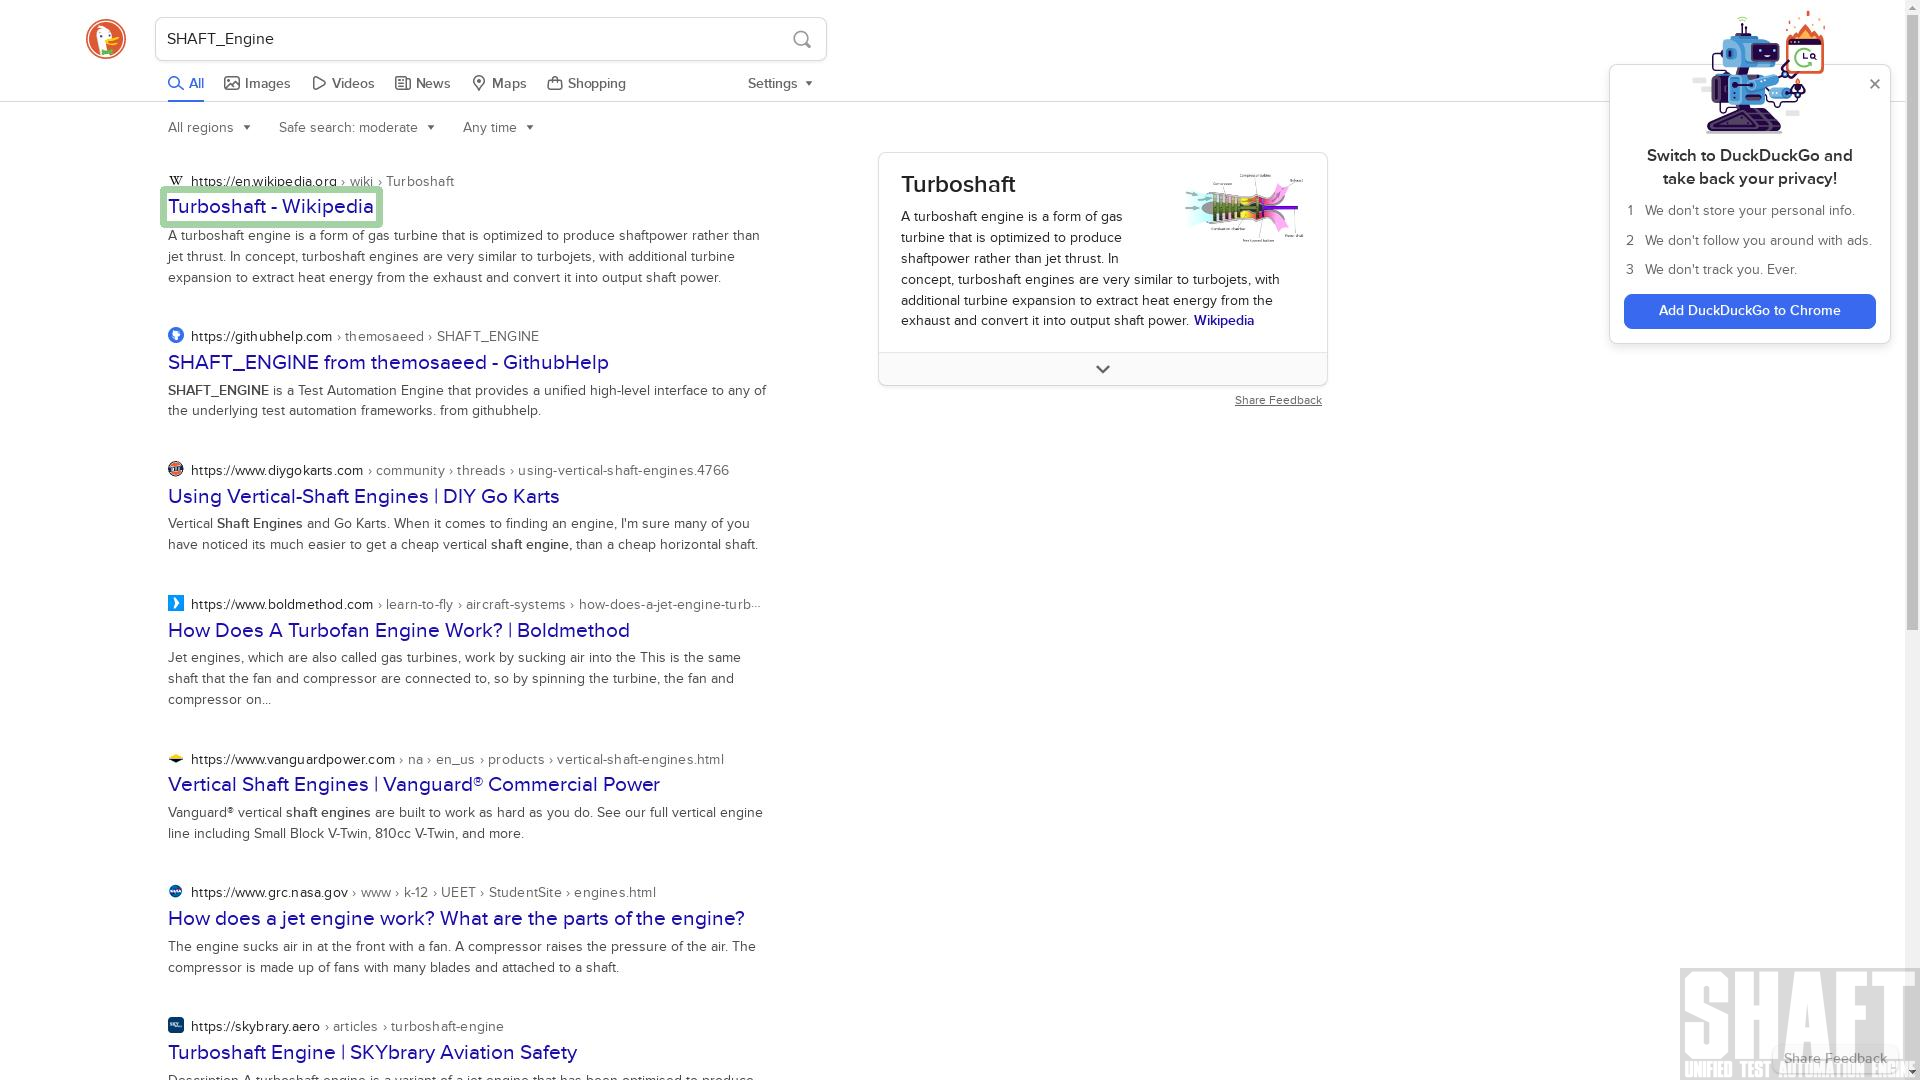 SHAFT_Engine
All
Images
Videos
News
Maps
Shopping
Settings
All regions
Safe search: moderate
Any time
https://en.wikipedia.org › wiki › Turboshaft
Turboshaft - Wikipedia
A turboshaft engine is a form of gas turbine that is optimized to produce shaftpower rather than
jet thrust. In concept, turboshaft engines are very similar to turbojets, with additional turbine
expansion to extract heat energy from the exhaust and convert it into output shaft power.
https://githubhelp.com › themosaeed › SHAFT_ENGINE
SHAFT_ENGINE from themosaeed - GithubHelp
SHAFT_ENGINE is a Test Automation Engine that provides a unified high-level interface to any of
the underlying test automation frameworks. from githubhelp.
https://www.diygokarts.com › community › threads › using-vertical-shaft-engines.4766
Using Vertical-Shaft Engines | DIY Go Karts
Vertical Shaft Engines and Go Karts. When it comes to finding an engine, I'm sure many of you
have noticed its much easier to get a cheap vertical shaft engine, than a cheap horizontal shaft.
https://www.boldmethod.com › learn-to-fly › aircraft-systems › how-does-a-jet-engine-turb...
How Does A Turbofan Engine Work? | Boldmethod
Jet engines, which are also called gas turbines, work by sucking air into the This is the same
shaft that the fan and compressor are connected to, so by spinning the turbine, the fan and
compressor on...
https://www.vanguardpower.com › na › en_us › products › vertical-shaft-engines.html
Vertical Shaft Engines | Vanguard® Commercial Power
Vanguard® vertical shaft engines are built to work as hard as you do. See our full vertical engine
line including Small Block V-Twin, 810cc V-Twin, and more.
https://www.grc.nasa.gov › www › k-12 › UEET › StudentSite › engines.html
How does a jet engine work? What are the parts of the engine?
The engine sucks air in at the front with a fan. A compressor raises the pressure of the air. The
compressor is made up of fans with many blades and attached to a shaft.
https://skybrary.aero › articles › turboshaft-engine
Turboshaft Engine | SKYbrary Aviation Safety
Description A turboshaft engine is a variant of a jet engine that has been optimised to produce
Turboshaft
A turboshaft engine is a form of gas
turbine that is optimized to produce
shaftpower rather than jet thrust. In
concept, turboshaft engines are very similar to turbojets, with
additional turbine expansion to extract heat energy from the
exhaust and convert it into output shaft power. Wikipedia
Share Feedback
Switch to DuckDuckGo and
take back your privacy!
1 We don't store your personal info.
2 We don't follow you around with ads.
3 We don't track you. Ever.
Add DuckDuckGo to Chrome
SHAFT
Share Feedback
UNIFIED TEST AUTOMATION ENGINE